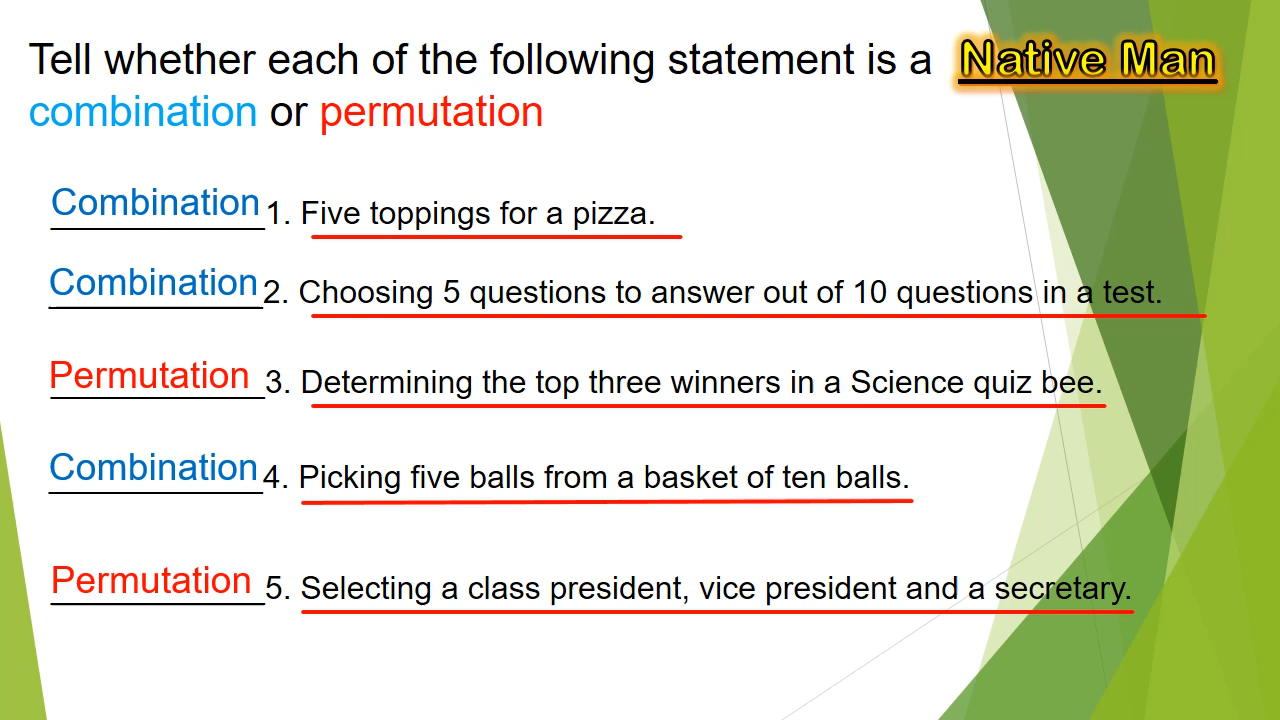 Tell whether each of the following statement is a
Native Man
combination or permutation
Combination 1. Five toppings for a pizza.
Combination 2. Choosing 5 questions to answer out of 10 questions in a test.
Permutation 3. Determining the top three winners in a Science quiz bee.
Combination 4. Picking five balls from a basket of ten balls.
Permutation 5. Selecting a class president, vice president and a secretary.